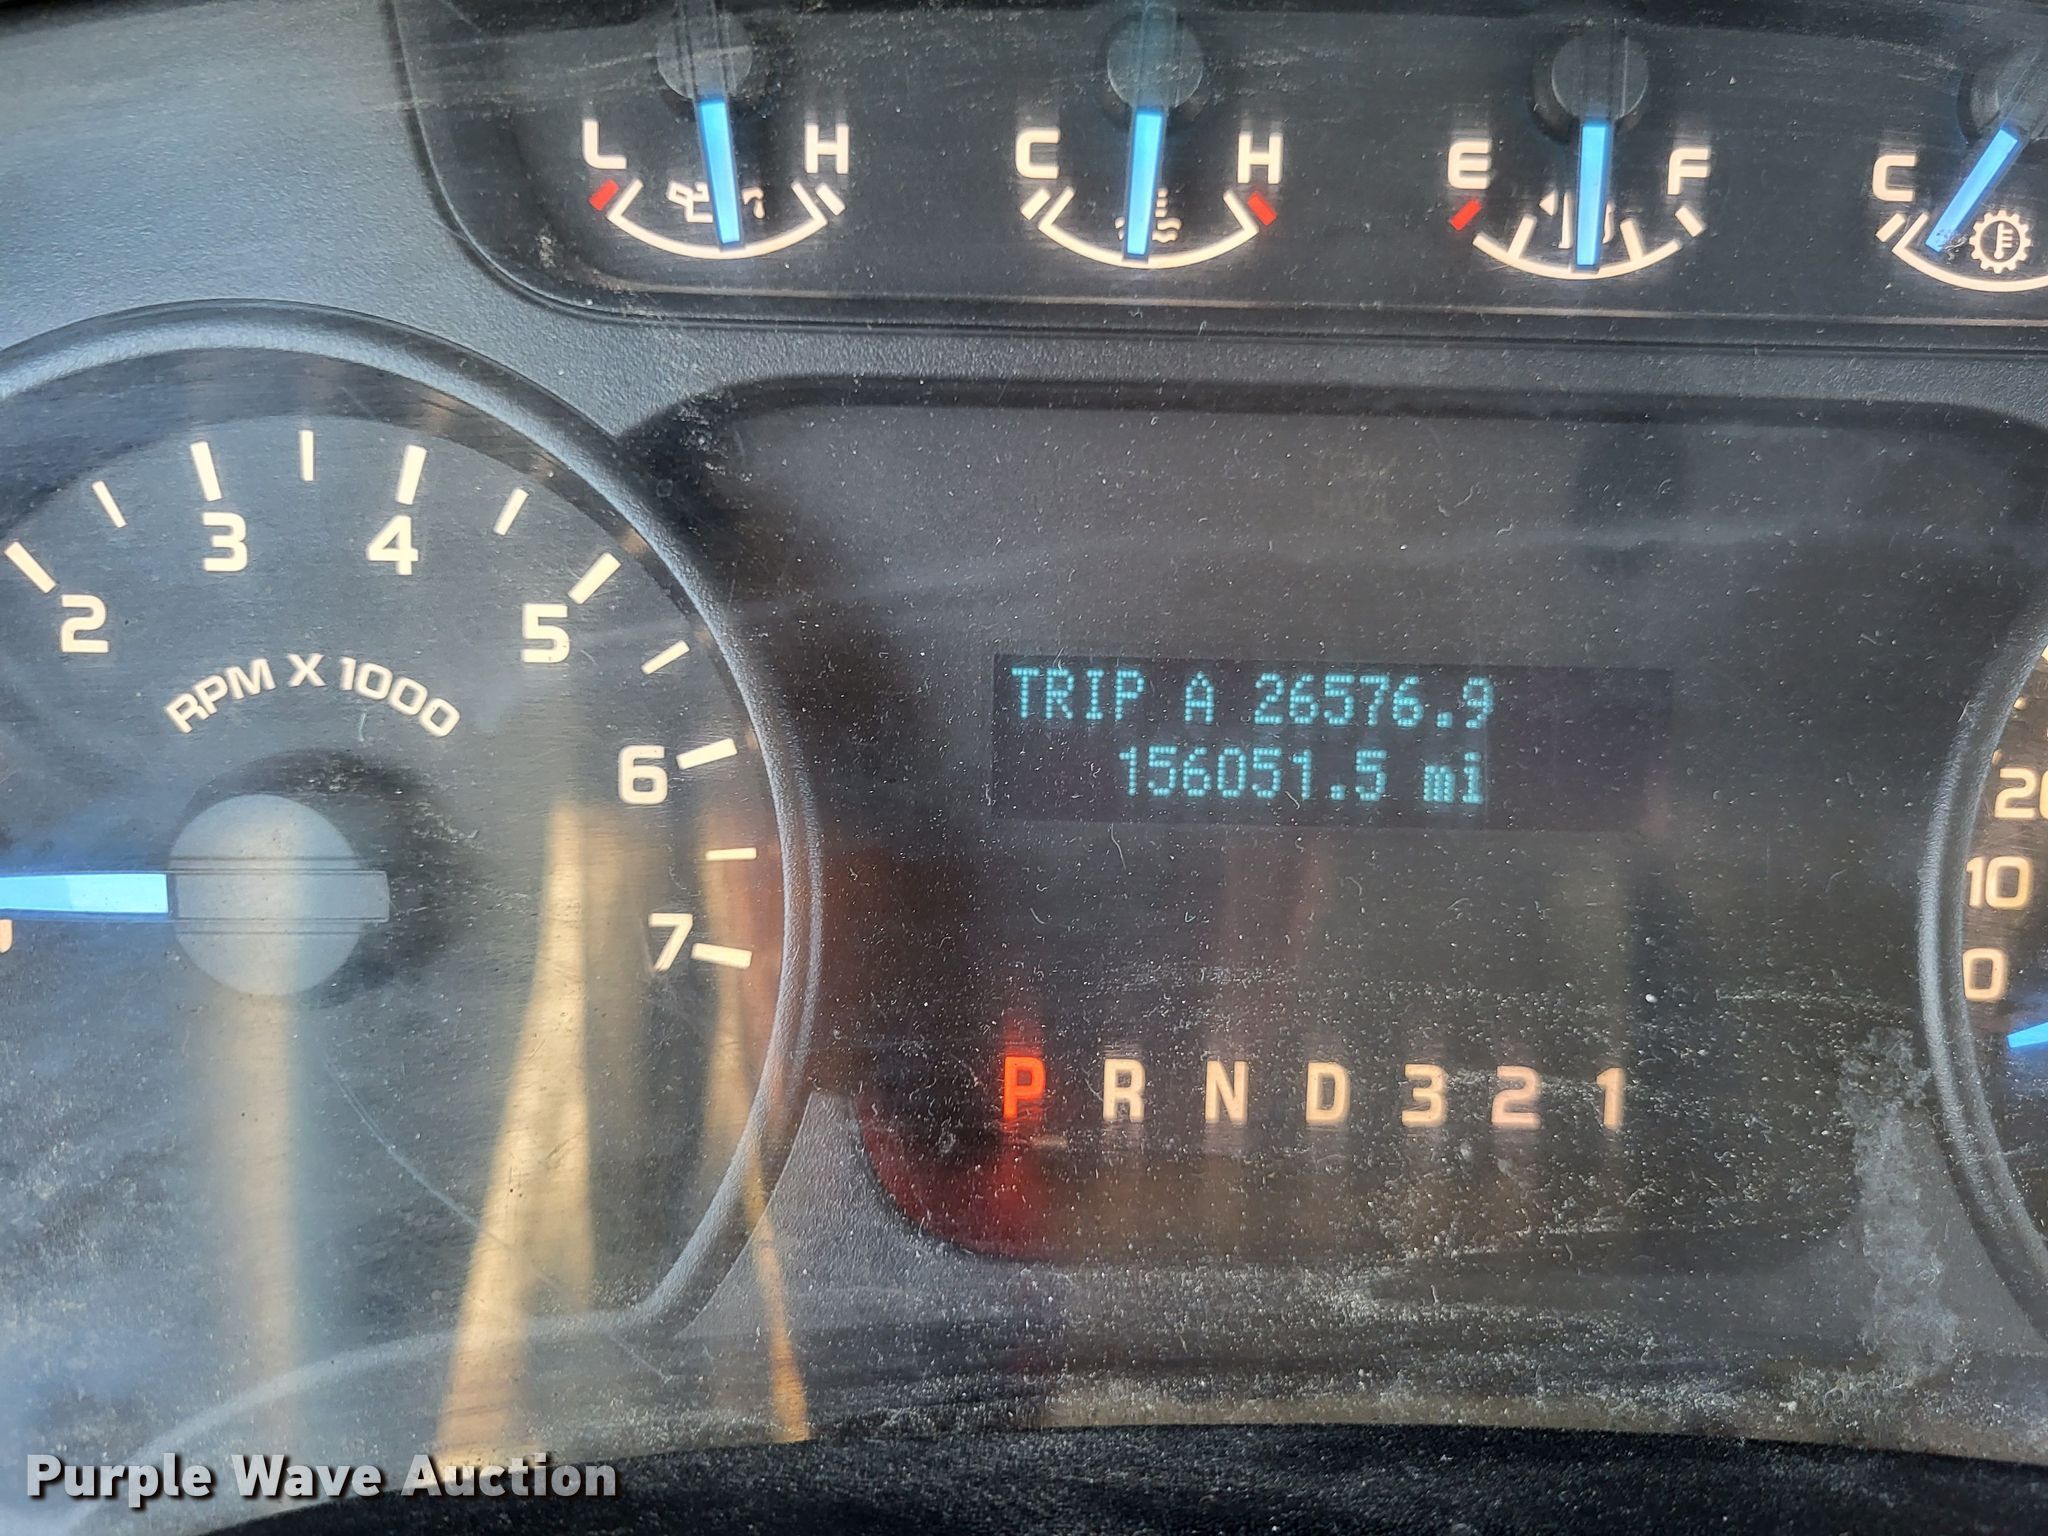 L H C H E F C
2 3 4 5 6 7
RPM X 1000
TRIP A 26576.9
156051.5 mi
20
10
0
P R N D 3 2 1
Purple Wave Auction